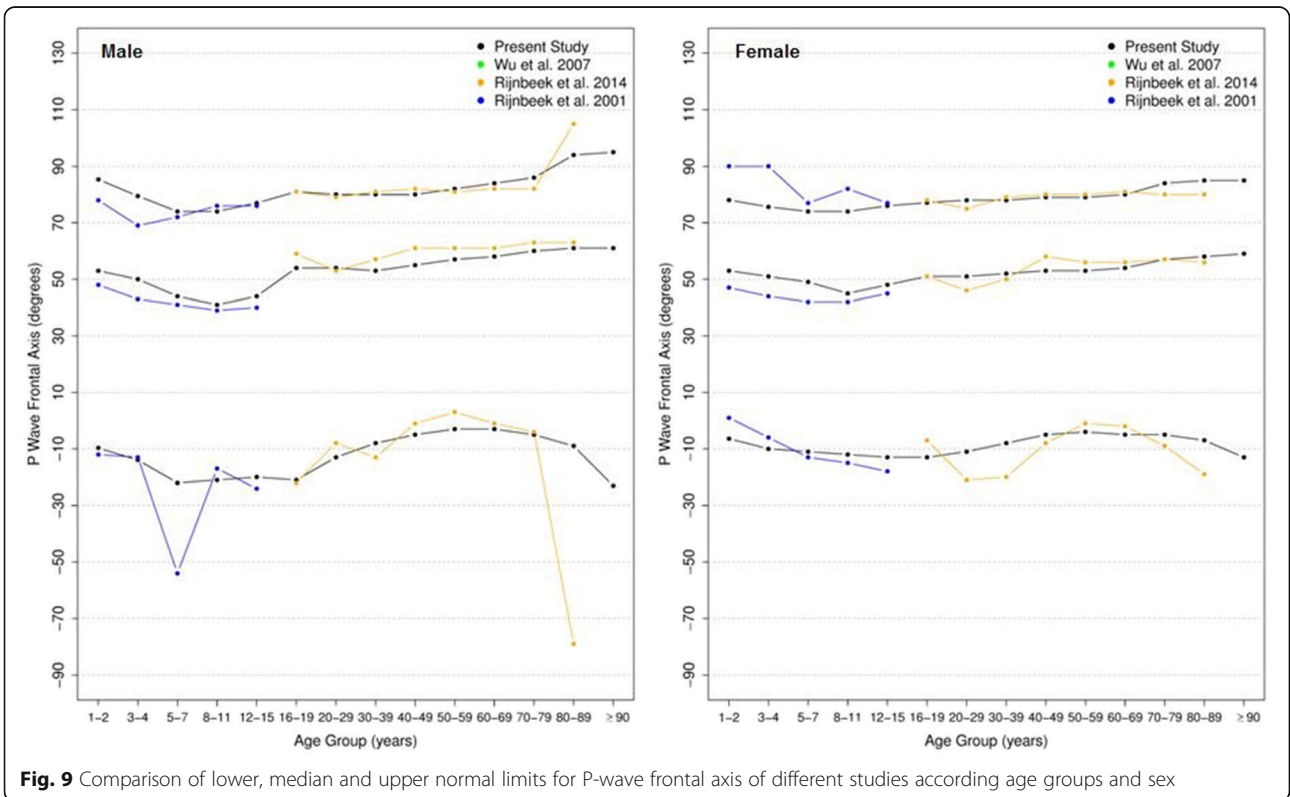 Male
Present Study
Wu et al. 2007
Rijnbeek et al. 2014
Rijnbeek et al. 2001
P Wave Frontal Axis (degrees)
130
110
90
70
50
30
10
−10
−30
−50
−70
−90
1−2 3−4 5−7 8−11 12−15 16−19 20−29 30−39 40−49 50−59 60−69 70−79 80−89 ≥ 90
Age Group (years)
Female
Present Study
Wu et al. 2007
Rijnbeek et al. 2014
Rijnbeek et al. 2001
P Wave Frontal Axis (degrees)
130
110
90
70
50
30
10
−10
−30
−50
−70
−90
1−2 3−4 5−7 8−11 12−15 16−19 20−29 30−39 40−49 50−59 60−69 70−79 80−89 ≥ 90
Age Group (years)
Fig. 9 Comparison of lower, median and upper normal limits for P-wave frontal axis of different studies according age groups and sex